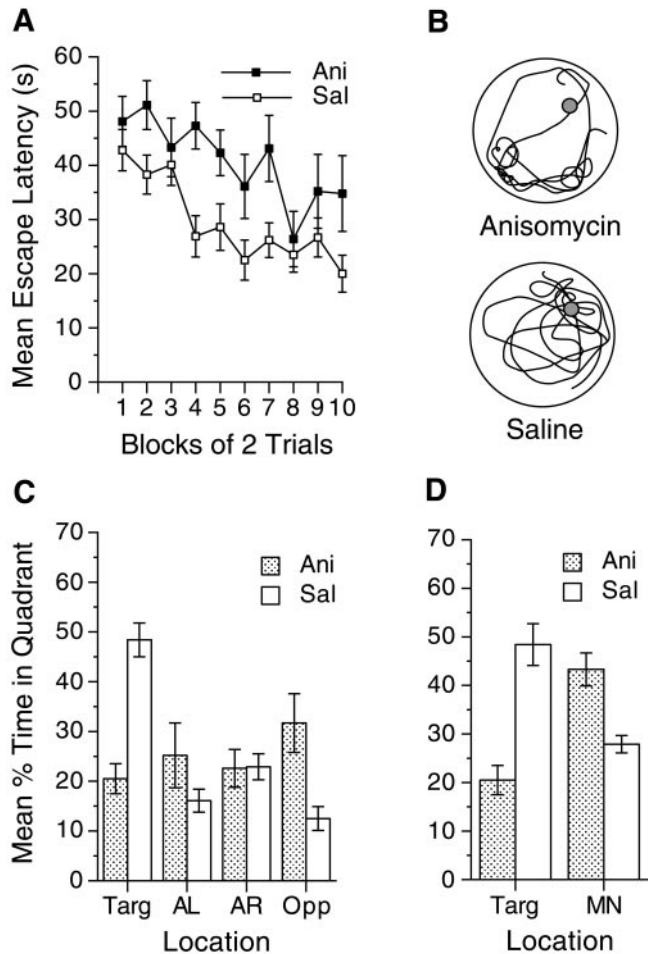 A
Mean Escape Latency (s)
60
50
40
30
20
10
0
Ani
Sal
1 2 3 4 5 6 7 8 9 10
Blocks of 2 Trials
B
Anisomycin
Saline
C
Mean % Time in Quadrant
70
60
50
40
30
20
10
0
Ani
Sal
Targ AL AR Opp
Location
D
70
60
50
40
30
20
10
0
Ani
Sal
Targ MN
Location